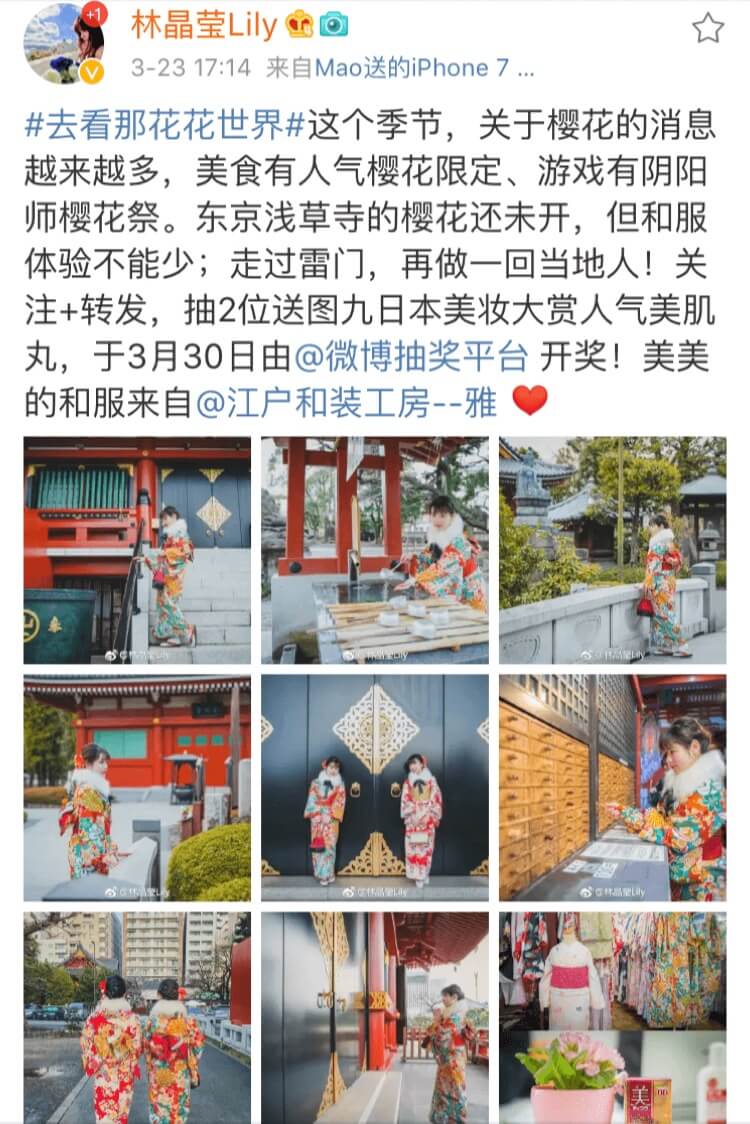 +1
林晶莹Lily
V
3-23 17:14 来自Mao送的iPhone 7 ...
#去看那花花世界#这个季节，关于樱花的消息
越来越多，美食有人气樱花限定、游戏有阴阳
师樱花祭。东京浅草寺的樱花还未开，但和服
体验不能少；走过雷门，再做一回当地人！关
注+转发，抽2位送图九日本美妆大赏人气美肌
丸，于3月30日由@微博抽奖平台 开奖！美美
的和服来自@江户和装工房--雅
@林晶莹Lily
@林晶莹Lily
@林晶莹Lily
@林晶莹Lily
@林晶莹Lily
@林晶莹Lily
美